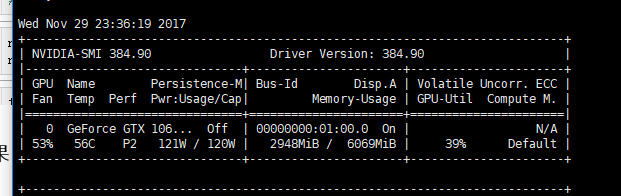 Wed Nov 29 23:36:19 2017
+-----------------------------------------------------------------------------+
| NVIDIA-SMI 384.90                 Driver Version: 384.90                    |
|-------------------------------+----------------------+----------------------+
| GPU  Name        Persistence-M| Bus-Id        Disp.A | Volatile Uncorr. ECC |
| Fan  Temp  Perf  Pwr:Usage/Cap|         Memory-Usage | GPU-Util  Compute M. |
|===============================+======================+======================|
|   0  GeForce GTX 106...  Off  | 00000000:01:00.0  On |                  N/A |
| 53%   56C    P2   121W / 120W |   2948MiB /  6069MiB |     39%      Default |
+-------------------------------+----------------------+----------------------+
+-----------------------------------------------------------------------------+